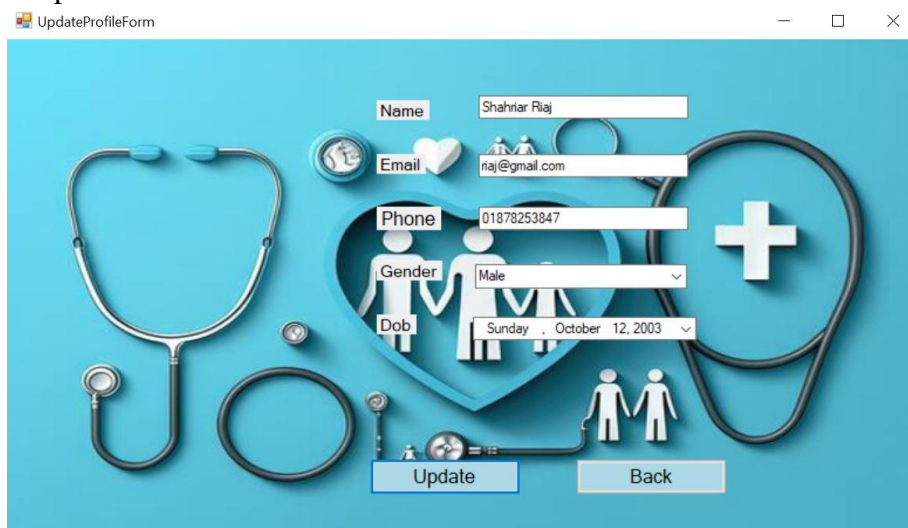 UpdateProfileForm
Name Shahriar Riaj
Email riaj@gmail.com
Phone 01878253847
Gender Male
Dob Sunday , October 12, 2003
Update Back